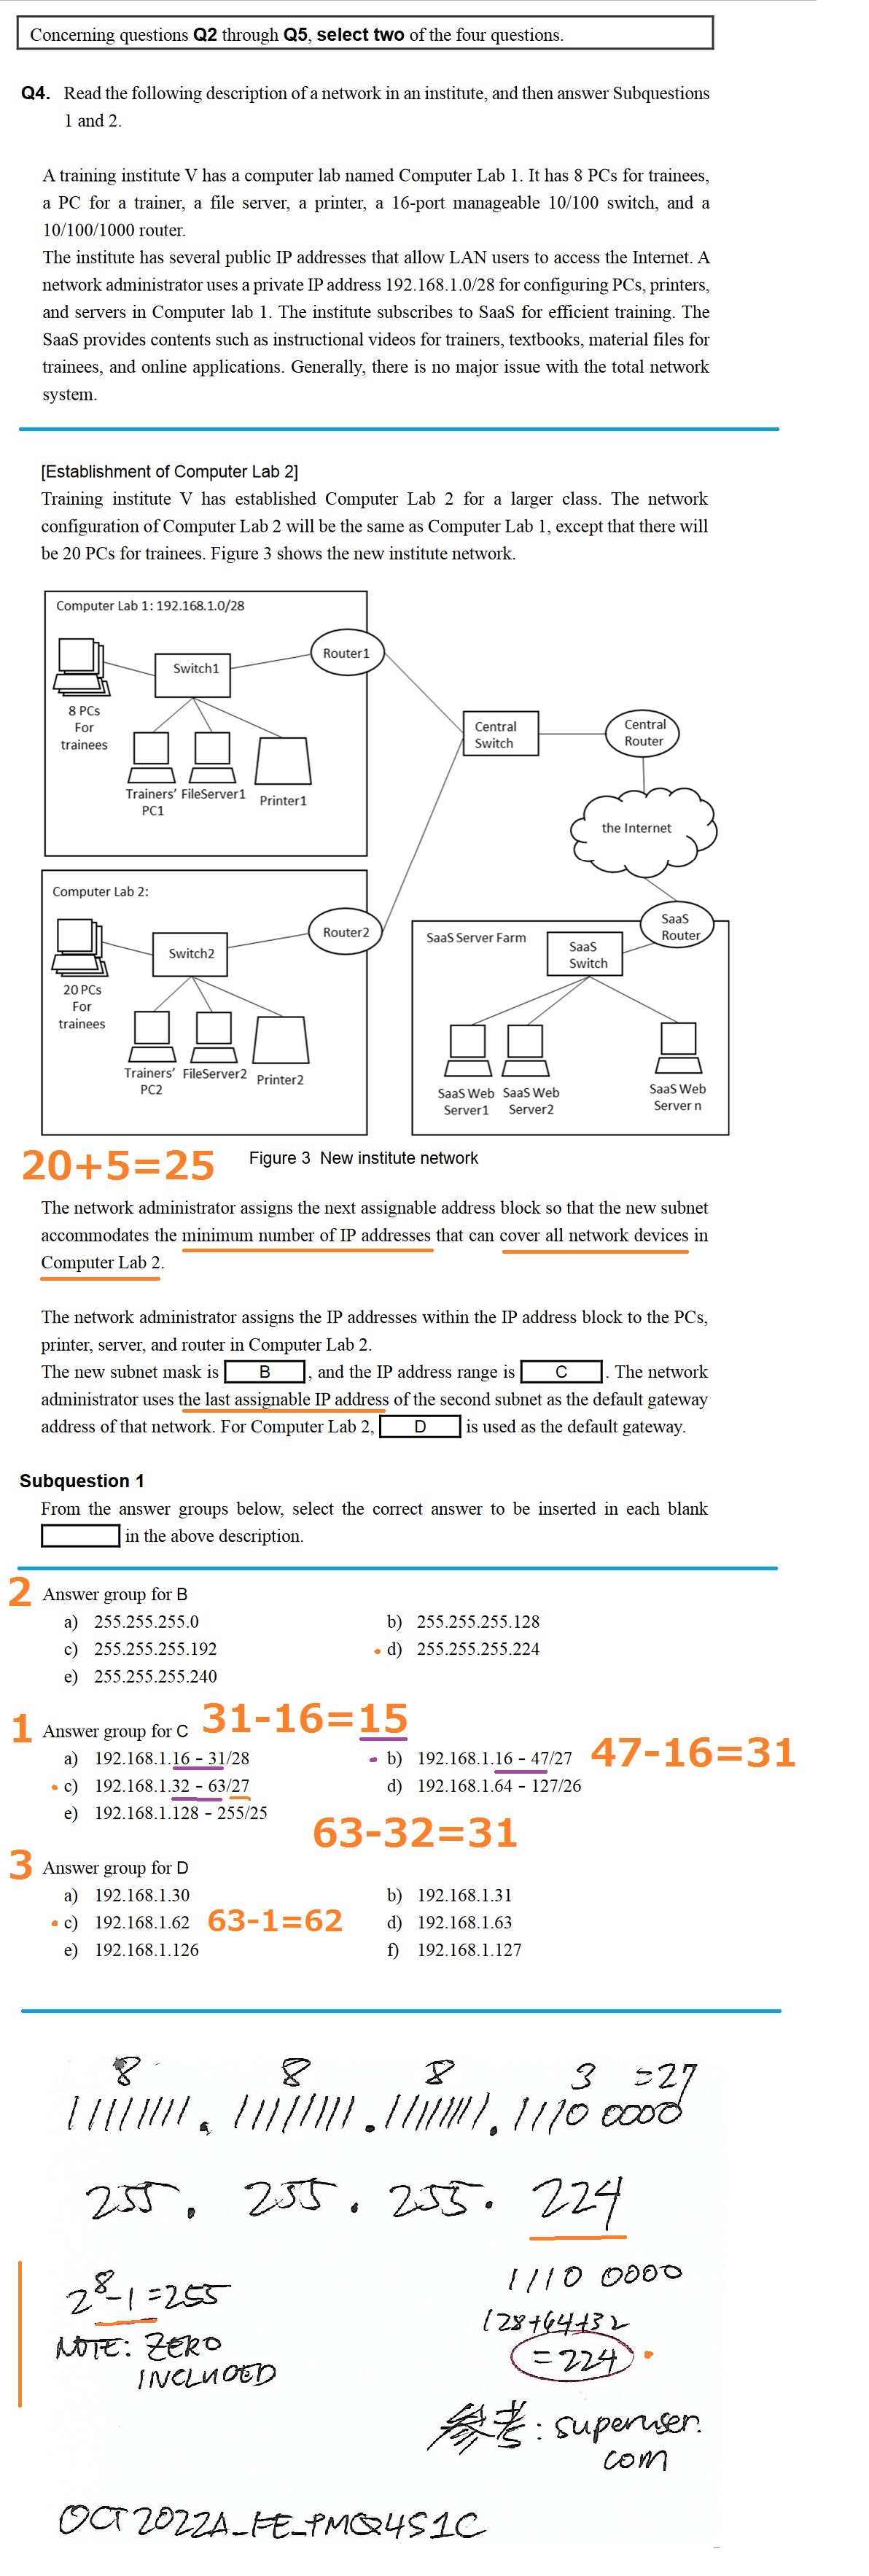 Concerning questions Q2 through Q5, select two of the four questions.
Q4. Read the following description of a network in an institute, and then answer Subquestions
1 and 2.
A training institute V has a computer lab named Computer Lab 1. It has 8 PCs for trainees,
a PC for a trainer, a file server, a printer, a 16-port manageable 10/100 switch, and a
10/100/1000 router.
The institute has several public IP addresses that allow LAN users to access the Internet. A
network administrator uses a private IP address 192.168.1.0/28 for configuring PCs, printers,
and servers in Computer lab 1. The institute subscribes to SaaS for efficient training. The
SaaS provides contents such as instructional videos for trainers, textbooks, material files for
trainees, and online applications. Generally, there is no major issue with the total network
system.
[Establishment of Computer Lab 2]
Training institute V has established Computer Lab 2 for a larger class. The network
configuration of Computer Lab 2 will be the same as Computer Lab 1, except that there will
be 20 PCs for trainees. Figure 3 shows the new institute network.
Computer Lab 1: 192.168.1.0/28
Router1
Switch1
8 PCs
For
trainees
Trainers' FileServer1 Printer1
PC1
Central
Switch
Central
Router
the Internet
Computer Lab 2:
Router2
Switch2
20 PCs
For
trainees
Trainers' FileServer2 Printer2
PC2
SaaS
Router
SaaS Server Farm
SaaS
Switch
SaaS Web
Server1
SaaS Web
Server2
SaaS Web
Server n
20+5=25
Figure 3 New institute network
The network administrator assigns the next assignable address block so that the new subnet
accommodates the minimum number of IP addresses that can cover all network devices in
Computer Lab 2.
The network administrator assigns the IP addresses within the IP address block to the PCs,
printer, server, and router in Computer Lab 2.
The new subnet mask is B , and the IP address range is C . The network
administrator uses the last assignable IP address of the second subnet as the default gateway
address of that network. For Computer Lab 2, D is used as the default gateway.
Subquestion 1
From the answer groups below, select the correct answer to be inserted in each blank
in the above description.
2 Answer group for B
a) 255.255.255.0 b) 255.255.255.128
c) 255.255.255.192 d) 255.255.255.224
e) 255.255.255.240
1 Answer group for C 31-16=15
a) 192.168.1.16 - 31/28 b) 192.168.1.16 - 47/27 47-16=31
c) 192.168.1.32 - 63/27 d) 192.168.1.64 - 127/26
e) 192.168.1.128 - 255/25
63-32=31
3 Answer group for D
a) 192.168.1.30 b) 192.168.1.31
c) 192.168.1.62 63-1=62 d) 192.168.1.63
e) 192.168.1.126 f) 192.168.1.127
8 8 8 3 =27
11111111.11111111.11111111.1110 0000
255. 255. 255. 224
2^8-1=255
NOTE: ZERO
INCLUDED
1110 0000
128+64+32
=224
参考: superuser.
com
OCT2022A_FE_PMQ4S1C